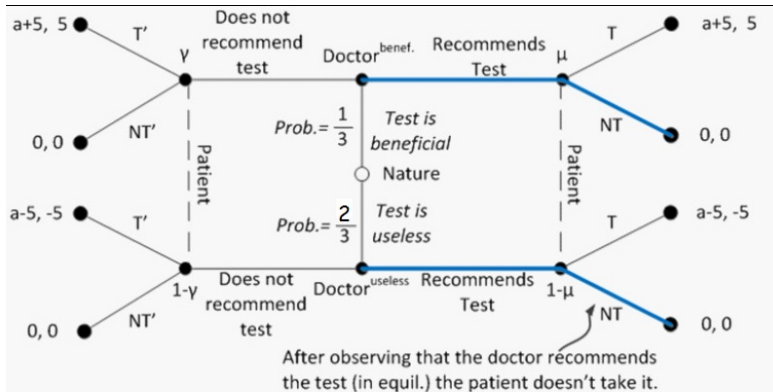 a+5, 5
T'
Does not
recommend
test
γ
Doctor^benef.
Recommends
Test
μ
T
a+5, 5
NT'
0, 0
Prob.= 1/3
Test is
beneficial
NT
0, 0
Patient
Nature
Patient
a-5, -5
T'
Prob.= 2/3
Test is
useless
T
a-5, -5
1-γ
Does not
recommend
test
Doctor^useless
Recommends
Test
1-μ
NT'
0, 0
NT
0, 0
After observing that the doctor recommends
the test (in equil.) the patient doesn't take it.